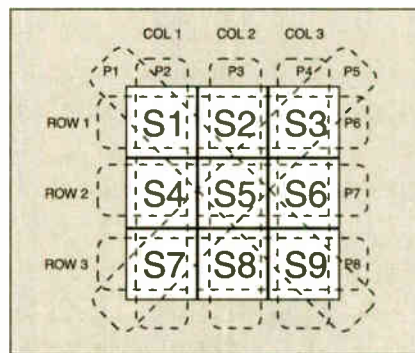 COL 1 COL 2 COL 3
P1 P2 P3 P4 P5
ROW 1 S1 S2 S3 P6
ROW 2 S4 S5 S6 P7
ROW 3 S7 S8 S9 P8